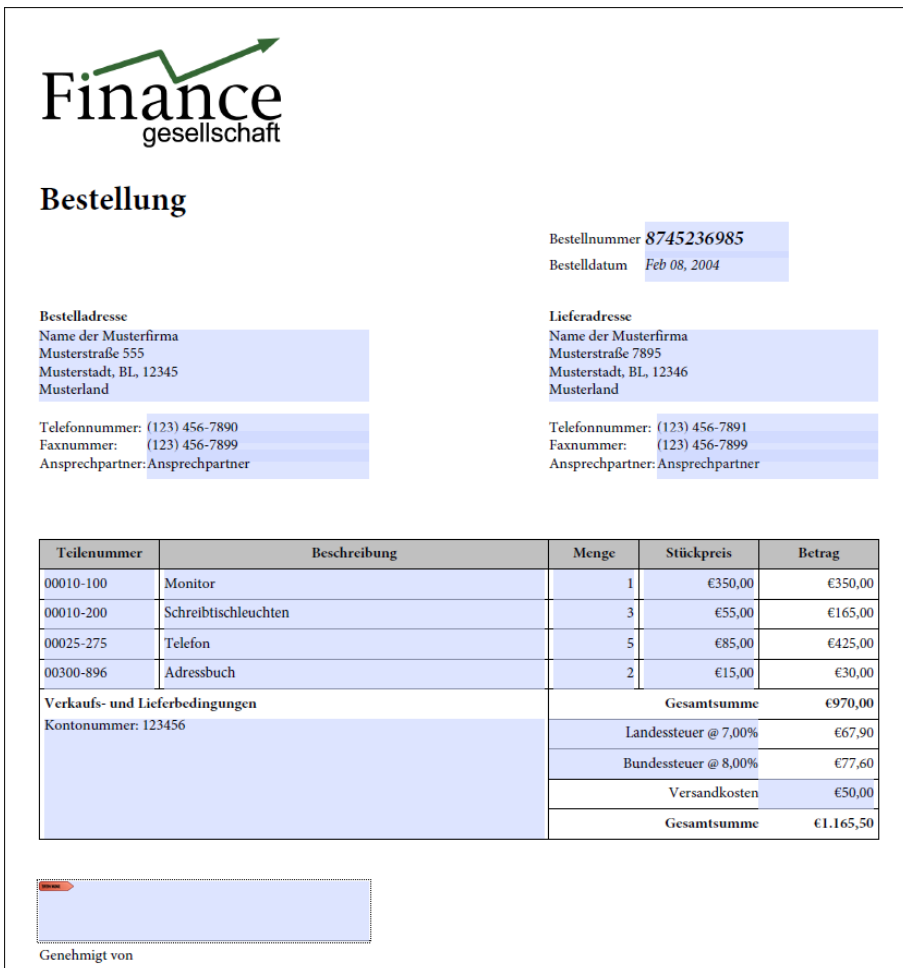 Finance
gesellschaft
Bestellung
Bestellnummer 8745236985
Bestelldatum Feb 08, 2004
Bestelladresse
Name der Musterfirma
Musterstraße 555
Musterstadt, BL, 12345
Musterland
Telefonnummer: (123) 456-7890
Faxnummer: (123) 456-7899
Ansprechpartner: Ansprechpartner
Lieferadresse
Name der Musterfirma
Musterstraße 7895
Musterstadt, BL, 12346
Musterland
Telefonnummer: (123) 456-7891
Faxnummer: (123) 456-7899
Ansprechpartner: Ansprechpartner
Teilenummer Beschreibung Menge Stückpreis Betrag
00010-100 Monitor 1 €350,00 €350,00
00010-200 Schreibtischleuchten 3 €55,00 €165,00
00025-275 Telefon 5 €85,00 €425,00
00300-896 Adressbuch 2 €15,00 €30,00
Verkaufs- und Lieferbedingungen Gesamtsumme €970,00
Kontonummer: 123456
Landessteuer @ 7,00% €67,90
Bundessteuer @ 8,00% €77,60
Versandkosten €50,00
Gesamtsumme €1.165,50
Genehmigt von